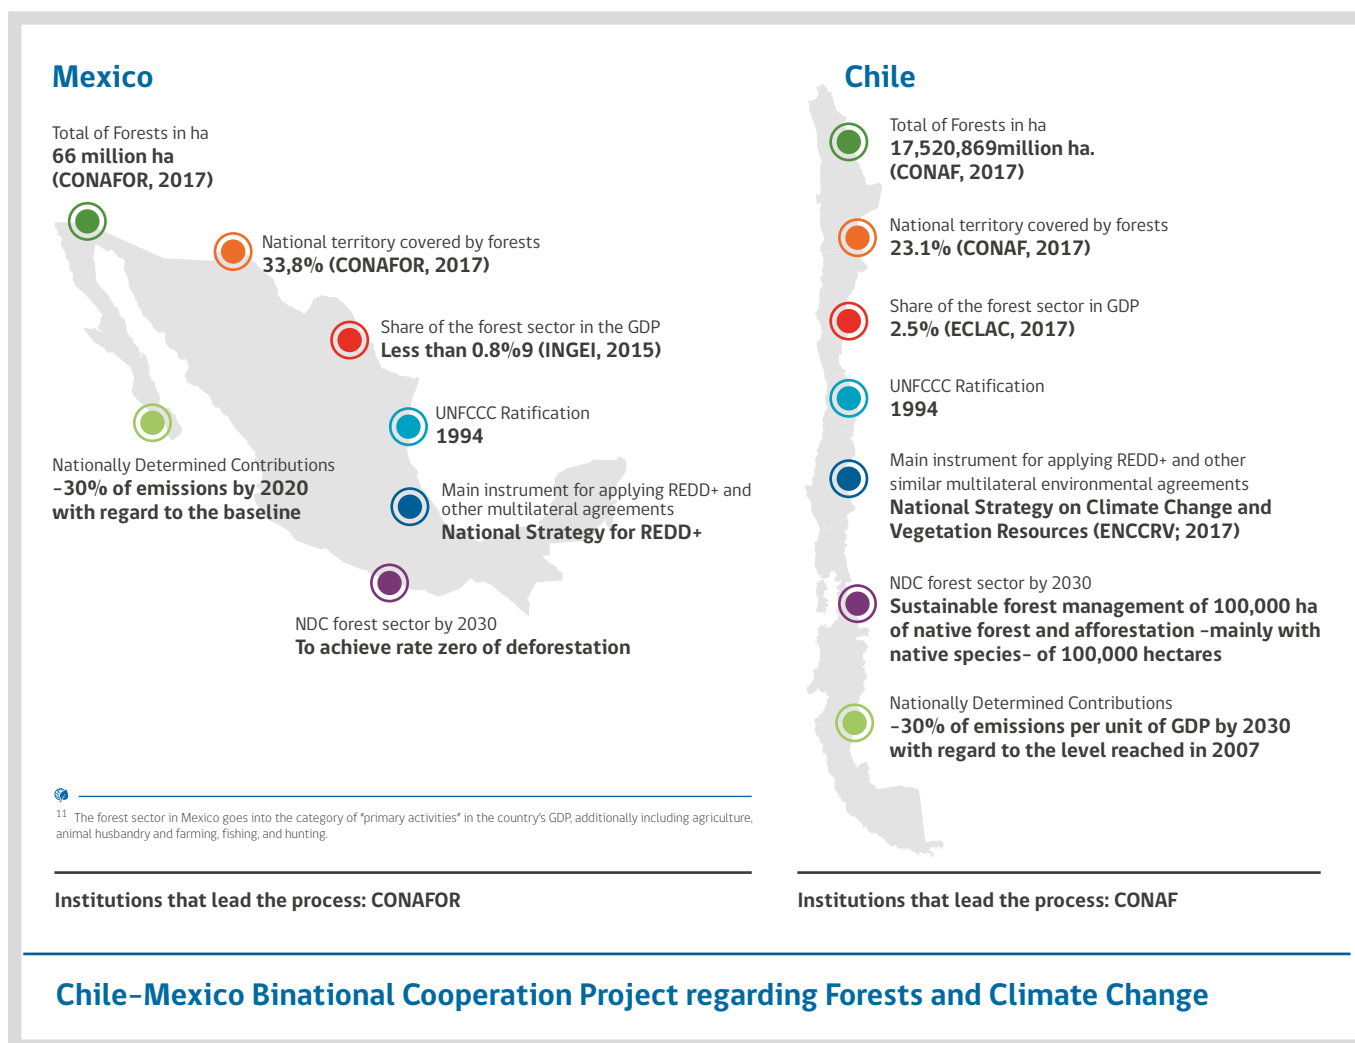 Mexico
Total of Forests in ha
66 million ha
(CONAFOR, 2017)
National territory covered by forests
33,8% (CONAFOR, 2017)
Share of the forest sector in the GDP
Less than 0.8%9 (INGEI, 2015)
UNFCCC Ratification
1994
Nationally Determined Contributions
-30% of emissions by 2020
with regard to the baseline
Main instrument for applying REDD+ and
other multilateral agreements
National Strategy for REDD+
NDC forest sector by 2030
To achieve rate zero of deforestation
11 The forest sector in Mexico goes into the category of "primary activities" in the country's GDP, additionally including agriculture,
animal husbandry and farming, fishing, and hunting.
Institutions that lead the process: CONAFOR
Chile
Total of Forests in ha
17,520,869million ha.
(CONAF, 2017)
National territory covered by forests
23.1% (CONAF, 2017)
Share of the forest sector in GDP
2.5% (ECLAC, 2017)
UNFCCC Ratification
1994
Main instrument for applying REDD+ and other
similar multilateral environmental agreements
National Strategy on Climate Change and
Vegetation Resources (ENCCRV; 2017)
NDC forest sector by 2030
Sustainable forest management of 100,000 ha
of native forest and afforestation -mainly with
native species- of 100,000 hectares
Nationally Determined Contributions
-30% of emissions per unit of GDP by 2030
with regard to the level reached in 2007
Institutions that lead the process: CONAF
Chile-Mexico Binational Cooperation Project regarding Forests and Climate Change